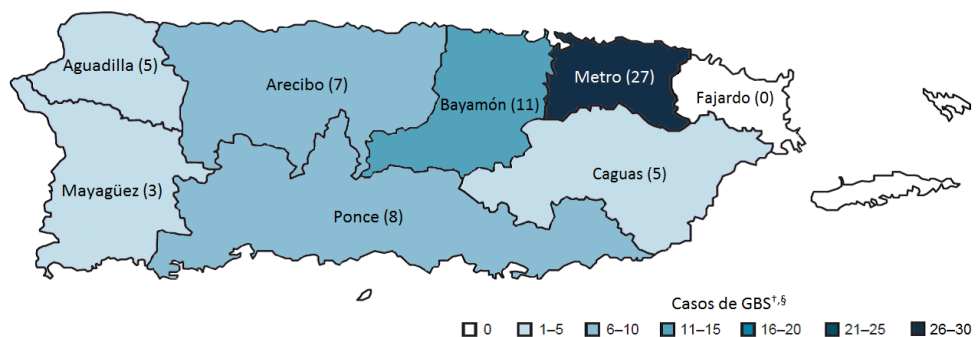 Aguadilla (5)
Arecibo (7)
Bayamón (11)
Metro (27)
Fajardo (0)
Mayagüez (3)
Ponce (8)
Caguas (5)
Casos de GBS†,§
0 1–5 6–10 11–15 16–20 21–25 26–30